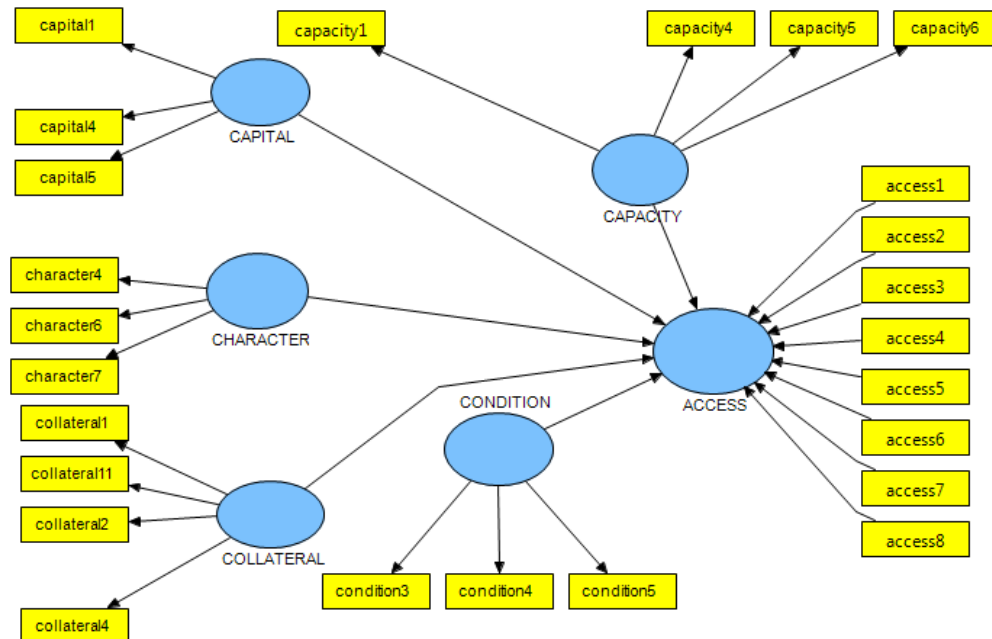 capital1
capacity1
capacity4
capacity5
capacity6
capital4
CAPITAL
capital5
access1
CAPACITY
access2
character4
access3
character6
CHARACTER
access4
character7
access5
CONDITION
ACCESS
collateral1
access6
collateral11
access7
collateral2
COLLATERAL
access8
condition3
condition4
condition5
collateral4